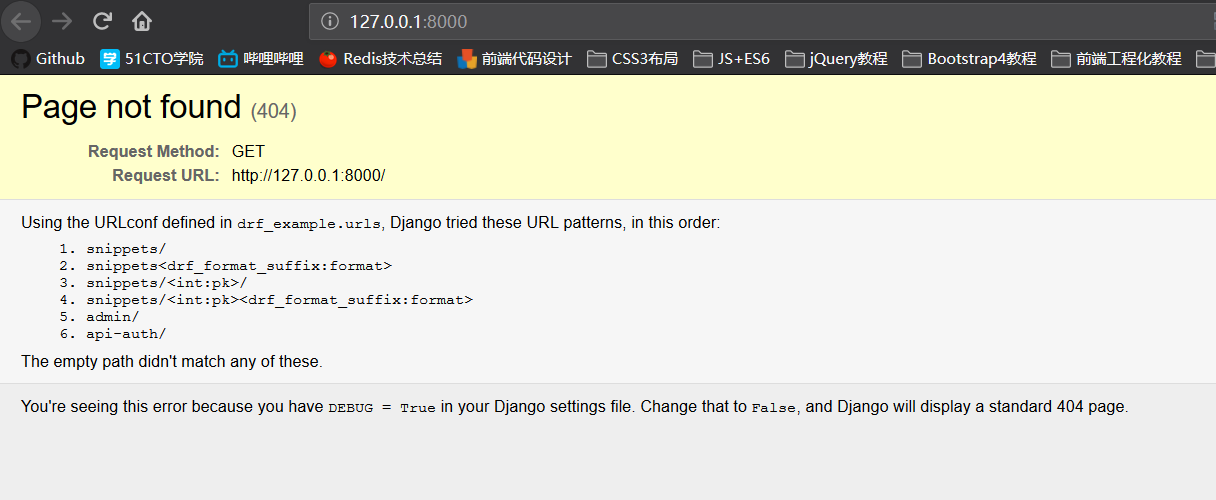 127.0.0.1:8000
Github 学 51CTO学院 哔哩哔哩 Redis技术总结 前端代码设计 CSS3布局 JS+ES6 jQuery教程 Bootstrap4教程 前端工程化教程
Page not found (404)
Request Method: GET
Request URL: http://127.0.0.1:8000/
Using the URLconf defined in drf_example.urls, Django tried these URL patterns, in this order:
1. snippets/
2. snippets<drf_format_suffix:format>
3. snippets/<int:pk>/
4. snippets/<int:pk><drf_format_suffix:format>
5. admin/
6. api-auth/
The empty path didn't match any of these.
You're seeing this error because you have DEBUG = True in your Django settings file. Change that to False, and Django will display a standard 404 page.